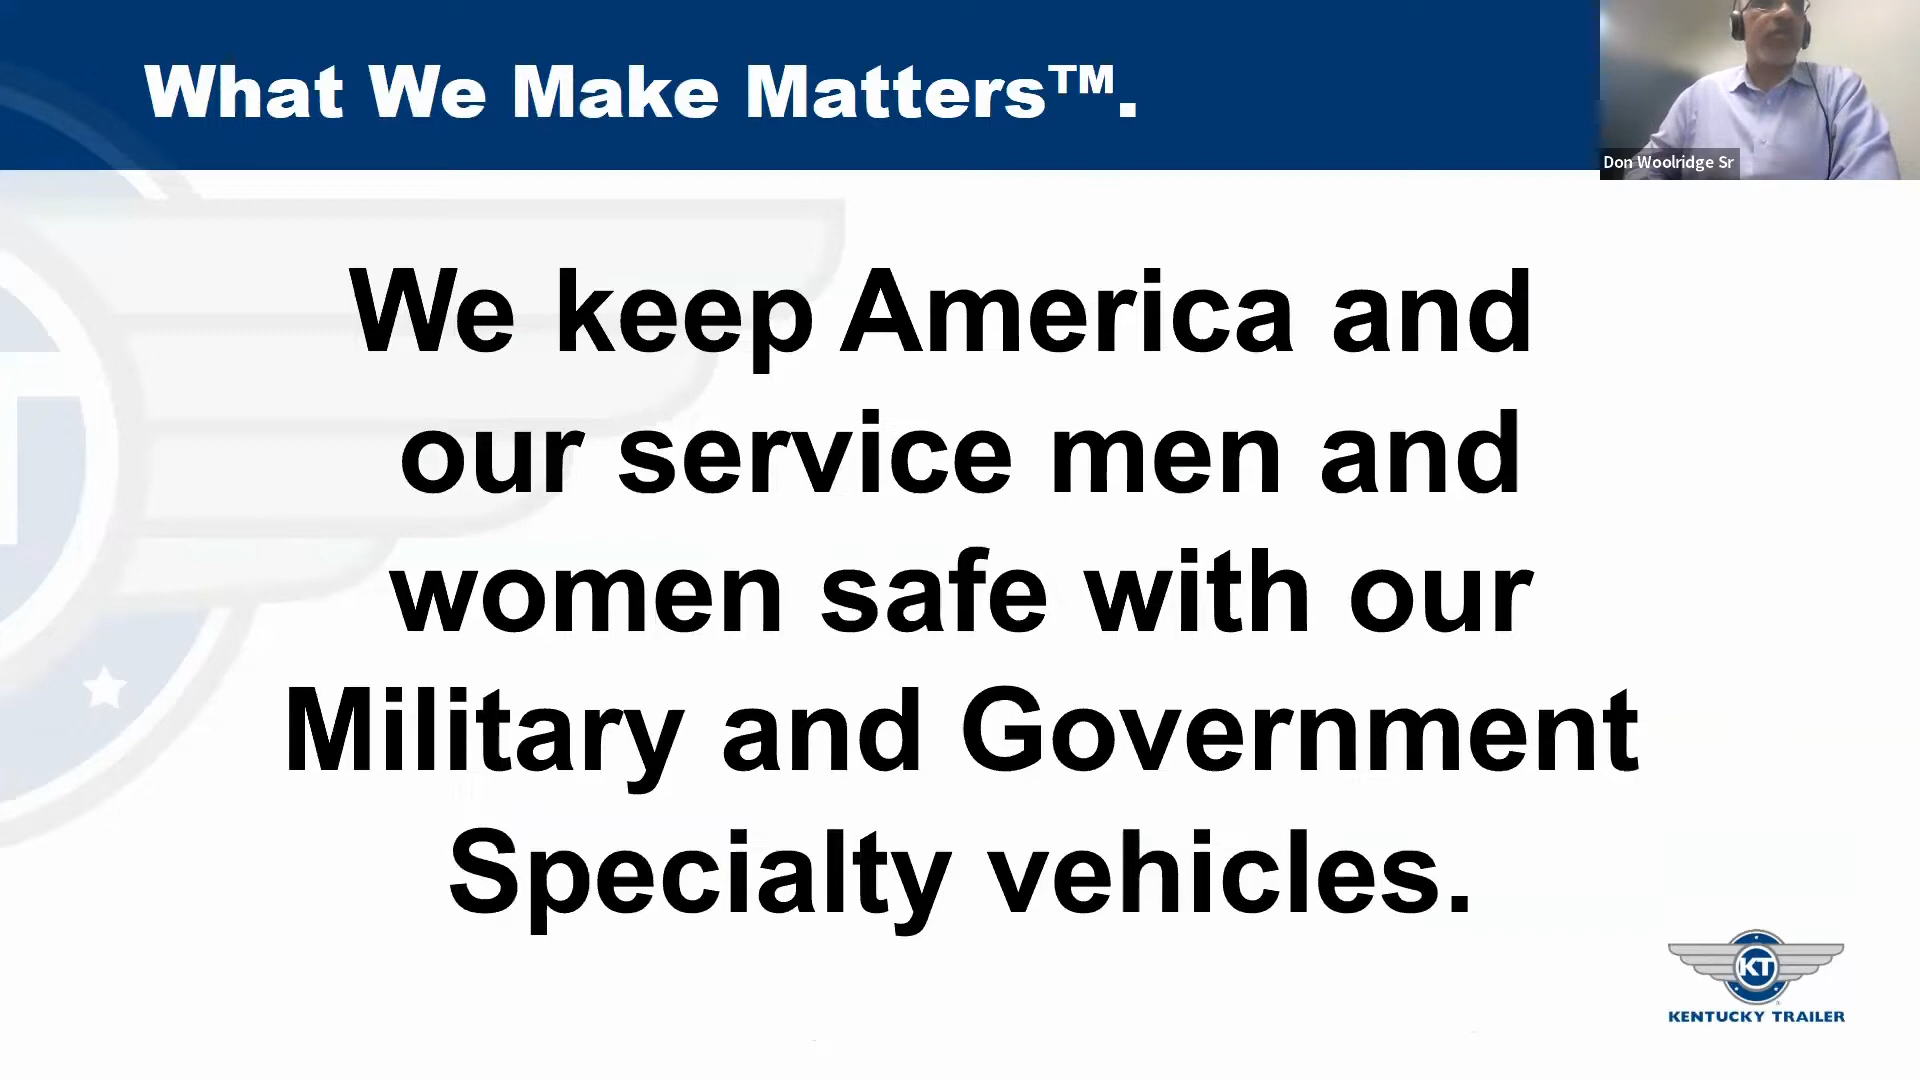 What We Make Matters™.
Don Woolridge Sr
We keep America and
our service men and
women safe with our
Military and Government
Specialty vehicles.
KT
KENTUCKY TRAILER